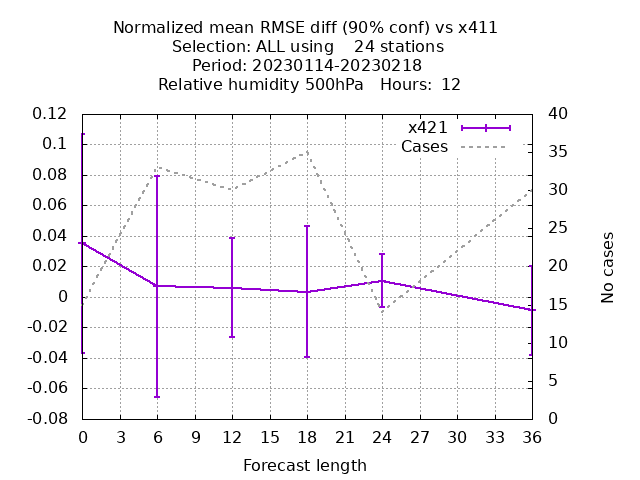 Normalized mean RMSE diff (90% conf) vs x411
Selection: ALL using    24 stations
Period: 20230114-20230218
Relative humidity 500hPa   Hours:  12
0.12
0.1
0.08
0.06
0.04
0.02
0
-0.02
-0.04
-0.06
-0.08
x421
Cases
40
35
30
25
20
15
10
5
0
No cases
0 3 6 9 12 15 18 21 24 27 30 33 36
Forecast length